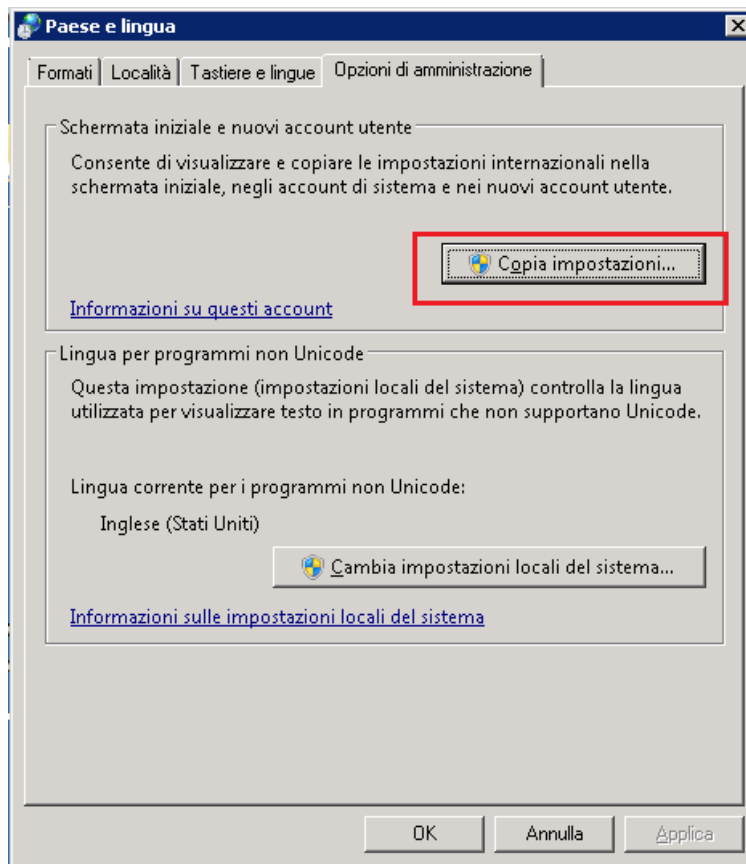 Paese e lingua
Formati
Località
Tastiere e lingue
Opzioni di amministrazione
Schermata iniziale e nuovi account utente
Consente di visualizzare e copiare le impostazioni internazionali nella
schermata iniziale, negli account di sistema e nei nuovi account utente.
Copia impostazioni...
Informazioni su questi account
Lingua per programmi non Unicode
Questa impostazione (impostazioni locali del sistema) controlla la lingua
utilizzata per visualizzare testo in programmi che non supportano Unicode.
Lingua corrente per i programmi non Unicode:
Inglese (Stati Uniti)
Cambia impostazioni locali del sistema...
Informazioni sulle impostazioni locali del sistema
OK
Annulla
Applica